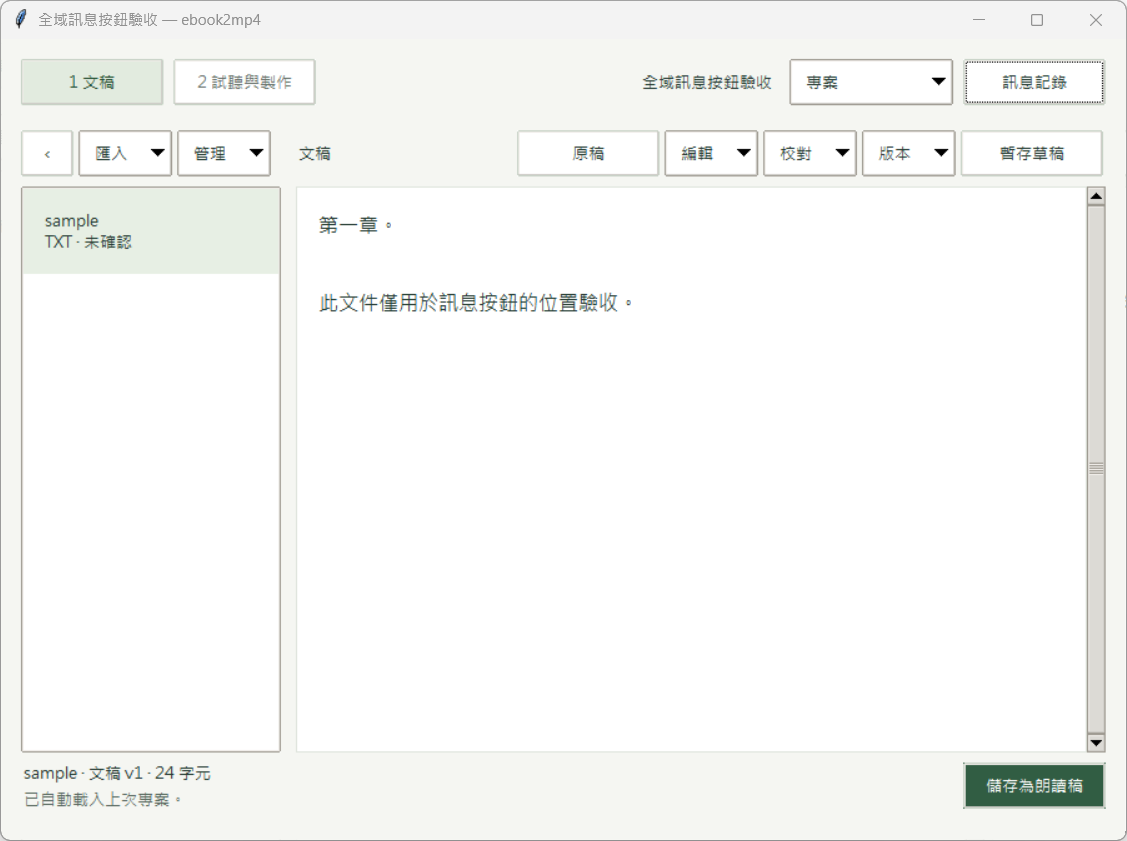 全域訊息按鈕驗收 — ebook2mp4
1 文稿
2 試聽與製作
全域訊息按鈕驗收
專案
訊息記錄
‹
匯入
管理
文稿
原稿
編輯
校對
版本
暫存草稿
sample
TXT · 未確認
第一章。
此文件僅用於訊息按鈕的位置驗收。
sample · 文稿 v1 · 24 字元
已自動載入上次專案。
儲存為朗讀稿